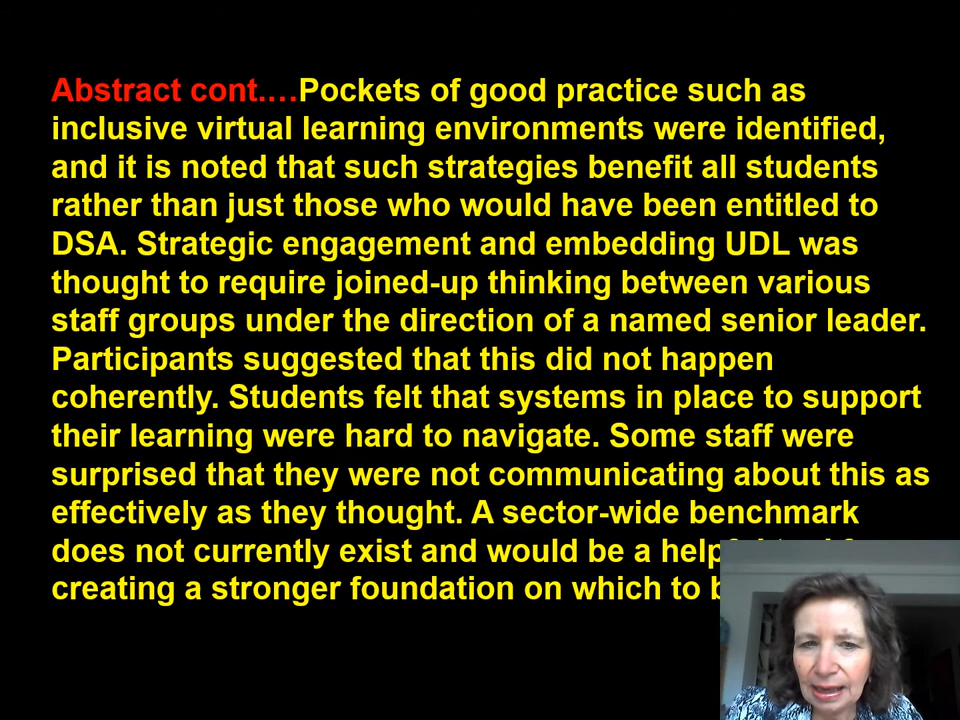 Abstract cont.…Pockets of good practice such as
inclusive virtual learning environments were identified,
and it is noted that such strategies benefit all students
rather than just those who would have been entitled to
DSA. Strategic engagement and embedding UDL was
thought to require joined-up thinking between various
staff groups under the direction of a named senior leader.
Participants suggested that this did not happen
coherently. Students felt that systems in place to support
their learning were hard to navigate. Some staff were
surprised that they were not communicating about this as
effectively as they thought. A sector-wide benchmark
does not currently exist and would be a
creating a stronger foundation on which to